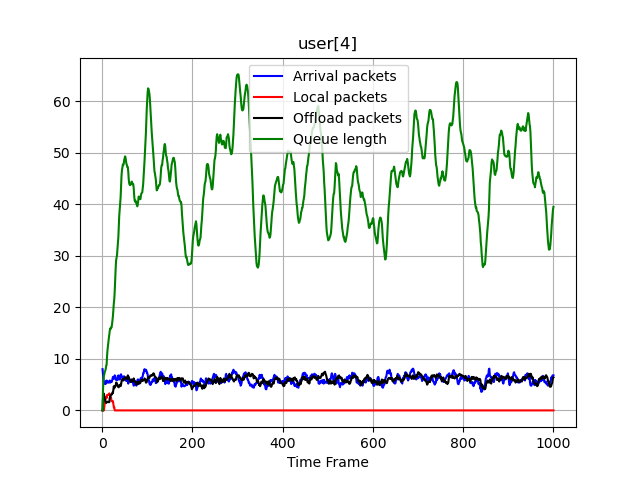 user[4]
Arrival packets
Local packets
Offload packets
Queue length
60
50
40
30
20
10
0
0 200 400 600 800 1000
Time Frame